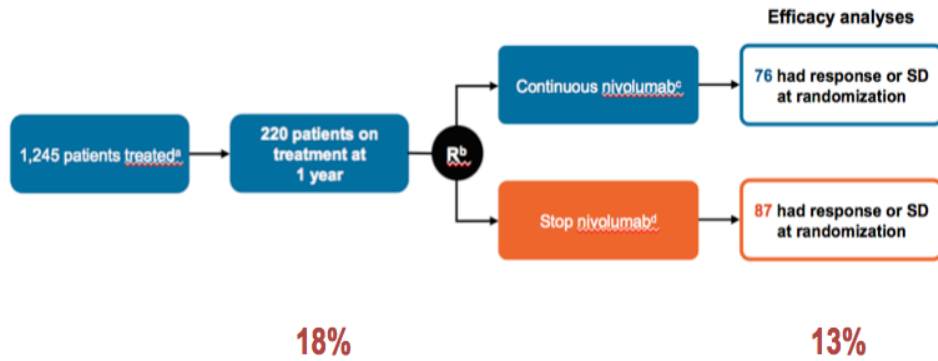 Efficacy analyses
1,245 patients treatedᵃ
220 patients on
treatment at
1 year
Rᵇ
Continuous nivolumabᶜ
76 had response or SD
at randomization
Stop nivolumabᵈ
87 had response or SD
at randomization
18%
13%